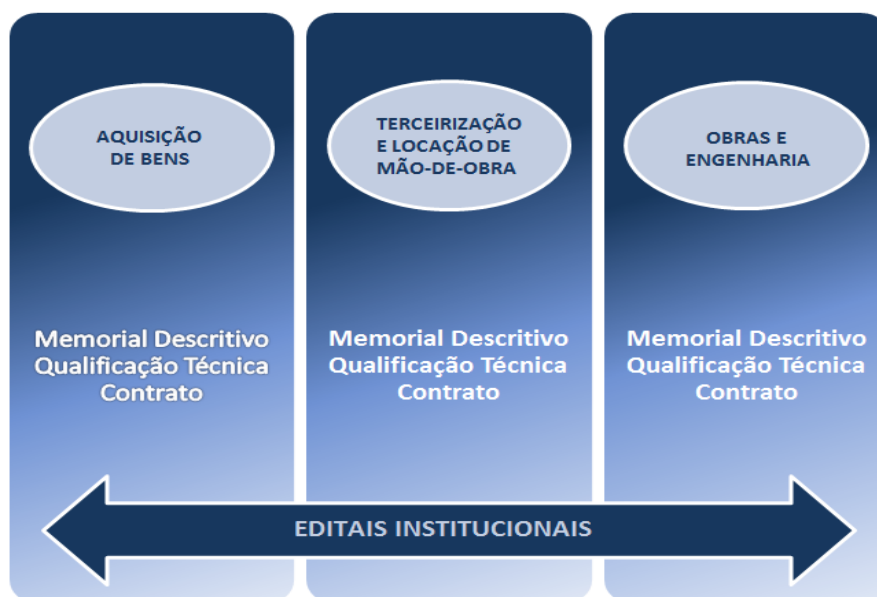 AQUISIÇÃO
DE BENS
TERCEIRIZAÇÃO
E LOCAÇÃO DE
MÃO-DE-OBRA
OBRAS E
ENGENHARIA
Memorial Descritivo
Qualificação Técnica
Contrato
Memorial Descritivo
Qualificação Técnica
Contrato
Memorial Descritivo
Qualificação Técnica
Contrato
EDITAIS INSTITUCIONAIS